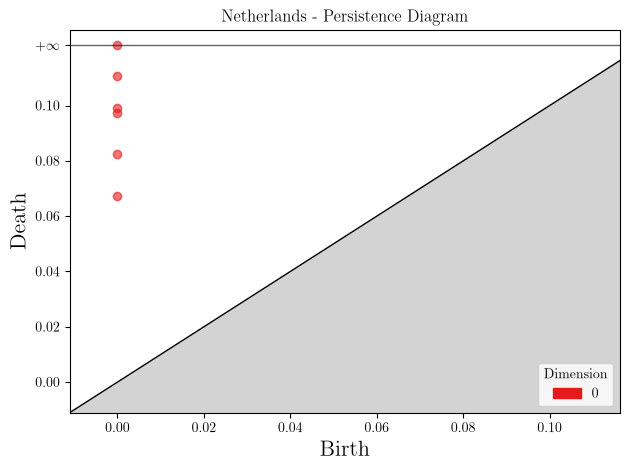 Netherlands - Persistence Diagram
+∞
0.10
0.08
0.06
0.04
0.02
0.00
Death
Dimension
0
0.00 0.02 0.04 0.06 0.08 0.10
Birth